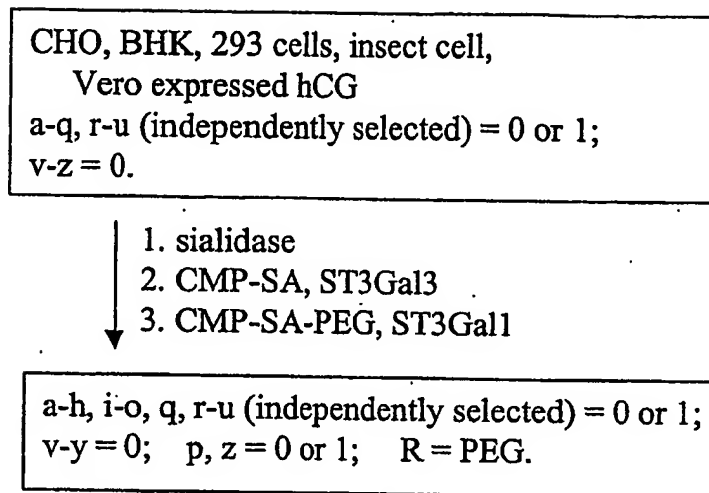 CHO, BHK, 293 cells, insect cell,
Vero expressed hCG
a-q, r-u (independently selected) = 0 or 1;
v-z = 0.
1. sialidase
2. CMP-SA, ST3Gal3
3. CMP-SA-PEG, ST3Gal1
a-h, i-o, q, r-u (independently selected) = 0 or 1;
v-y = 0; p, z = 0 or 1; R = PEG.